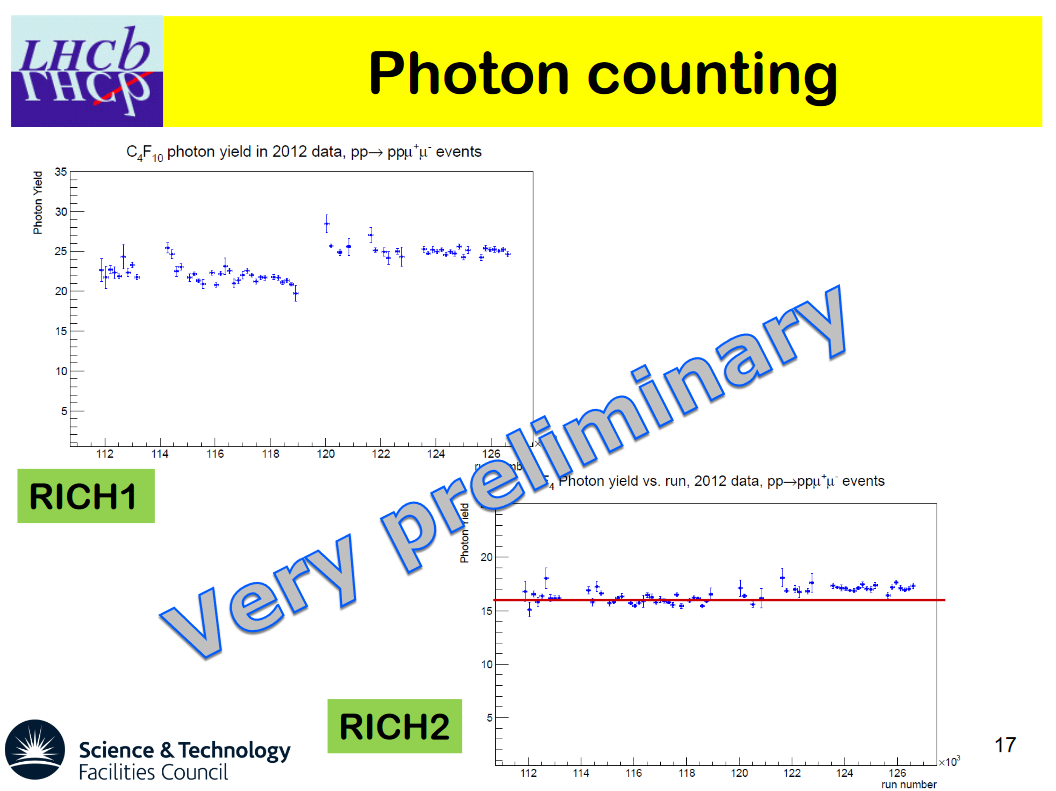 LHCb
LHCp
Photon counting
C4F10 photon yield in 2012 data, pp→ ppμ+μ- events
Photon Yield
35
30
25
20
15
10
5
112 114 116 118 120 122 124 126
RICH1
very preliminary
4 Photon yield vs. run, 2012 data, pp→ppμ+μ- events
Photon Yield
20
15
10
5
112 114 116 118 120 122 124 126
×10³
run number
RICH2
Science & Technology
Facilities Council
17